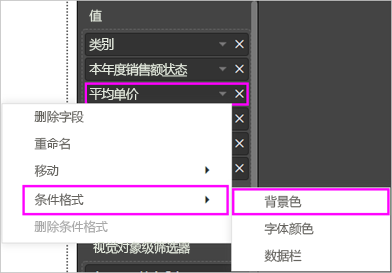 值
类别
本年度销售额状态
平均单价
删除字段
重命名
移动
条件格式
背景色
删除条件格式
字体颜色
视觉对象级筛选器
数据栏